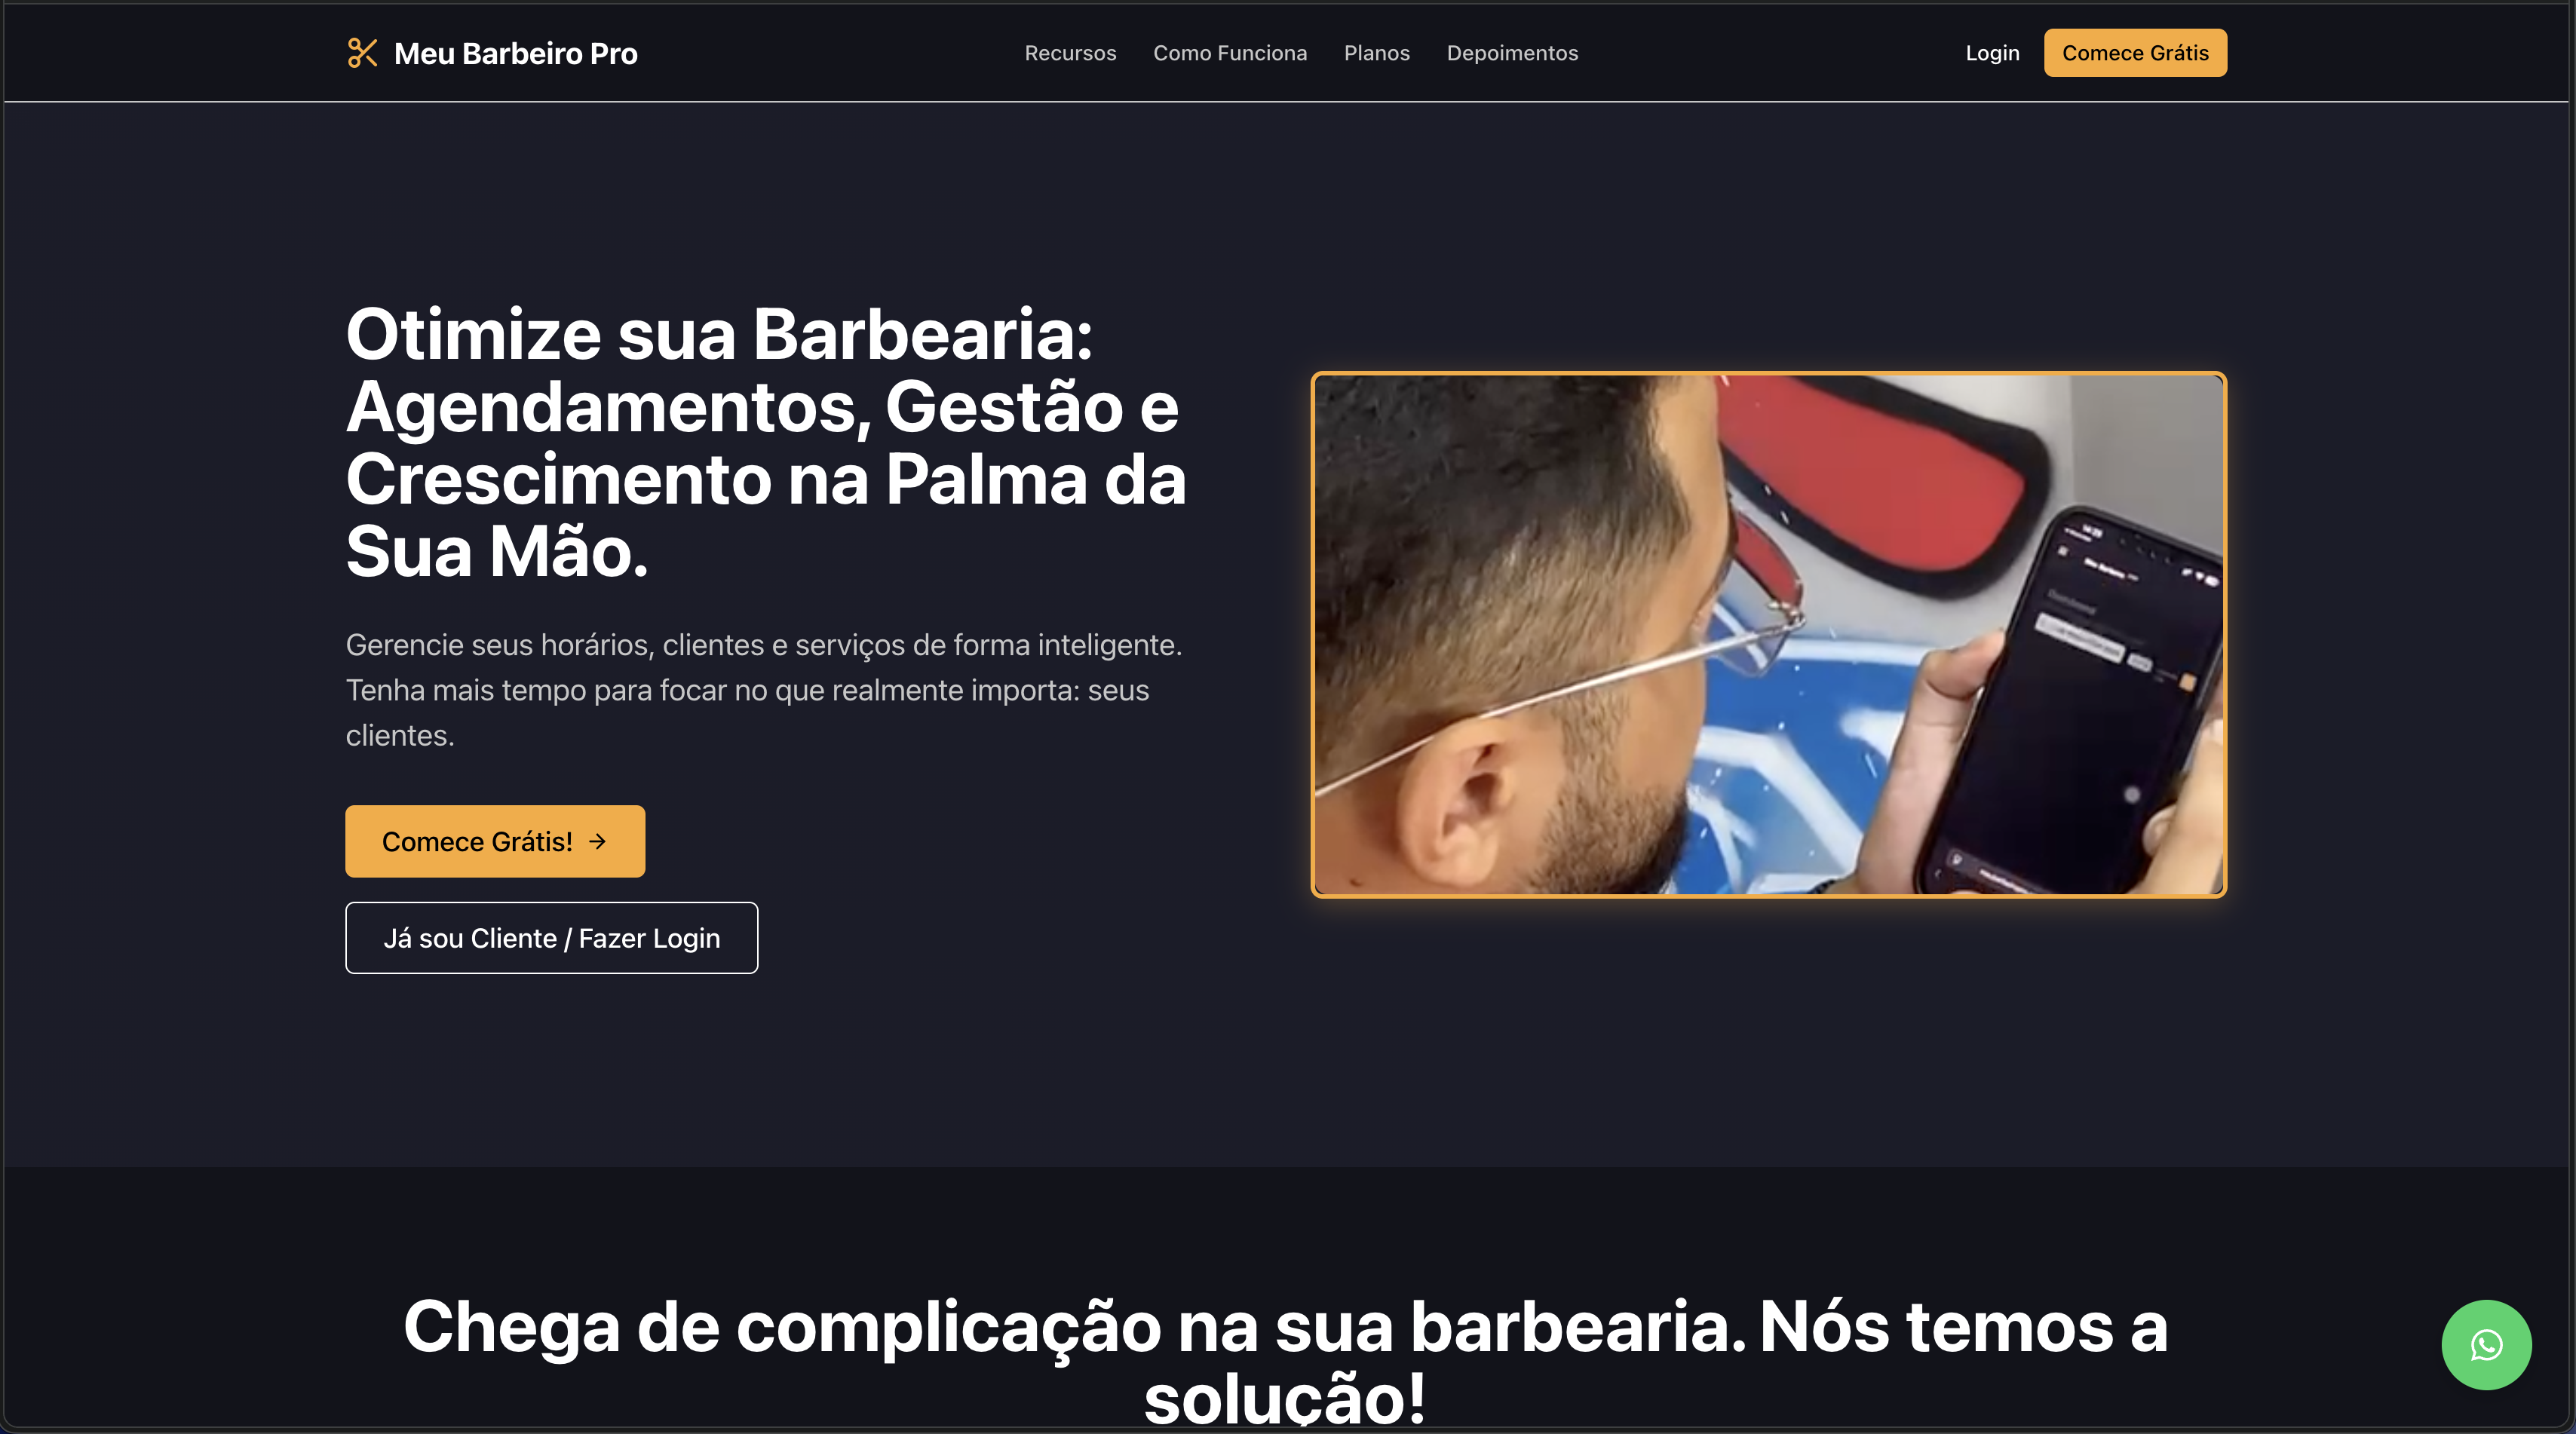 Meu Barbeiro Pro
Recursos
Como Funciona
Planos
Depoimentos
Login
Comece Grátis
Otimize sua Barbearia:
Agendamentos, Gestão e
Crescimento na Palma da
Sua Mão.
Gerencie seus horários, clientes e serviços de forma inteligente.
Tenha mais tempo para focar no que realmente importa: seus
clientes.
Comece Grátis! →
Já sou Cliente / Fazer Login
Chega de complicação na sua barbearia. Nós temos a
solução!